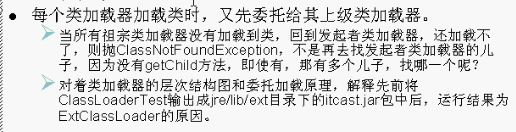 每个类加载器加载类时，又先委托给其上级类加载器。
当所有祖宗类加载器没有加载到类，回到发起者类加载器，还加载不
了，则抛ClassNotFoundException，不是再去找发起者类加载器的儿
子，因为没有getChild方法，即使有，那有多个儿子，找哪一个呢？
对着类加载器的层次结构图和委托加载原理，解释先前将
ClassLoaderTest输出成jre/lib/ext目录下的itcast.jar包中后，运行结果为
ExtClassLoader的原因。